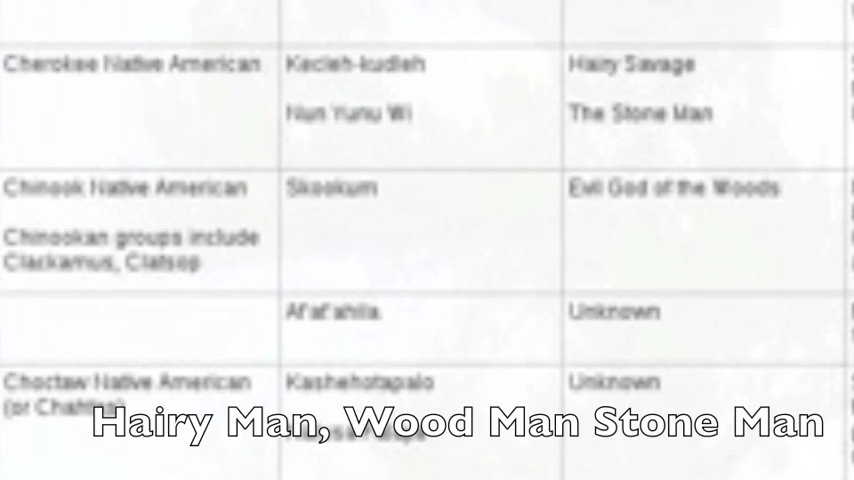 Cherokee Native American Kecleh-kudleh Hairy Savage
Nun Yunu Wi The Stone Man
Chinook Native American Skookum Evil God of the Woods
Chinookan groups include
Clackamus, Clatsop
At'at'ahila Unknown
Choctaw Native American Kashehotapalo Unknown
(or Chahta)
Hairy Man, Wood Man Stone Man